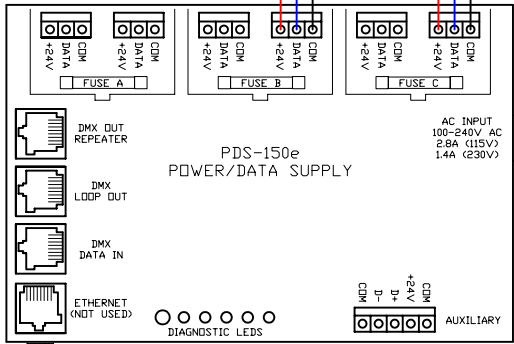 +24V DATA COM +24V DATA COM +24V DATA COM +24V DATA COM +24V DATA COM +24V DATA COM
FUSE A FUSE B FUSE C
DMX OUT
REPEATER
AC INPUT
100-240V AC
2.8A (115V)
1.4A (230V)
PDS-150e
POWER/DATA SUPPLY
DMX
LOOP OUT
DMX
DATA IN
ETHERNET
(NOT USED)
DIAGNOSTIC LEDS
COM D- D+ +24V COM
AUXILIARY